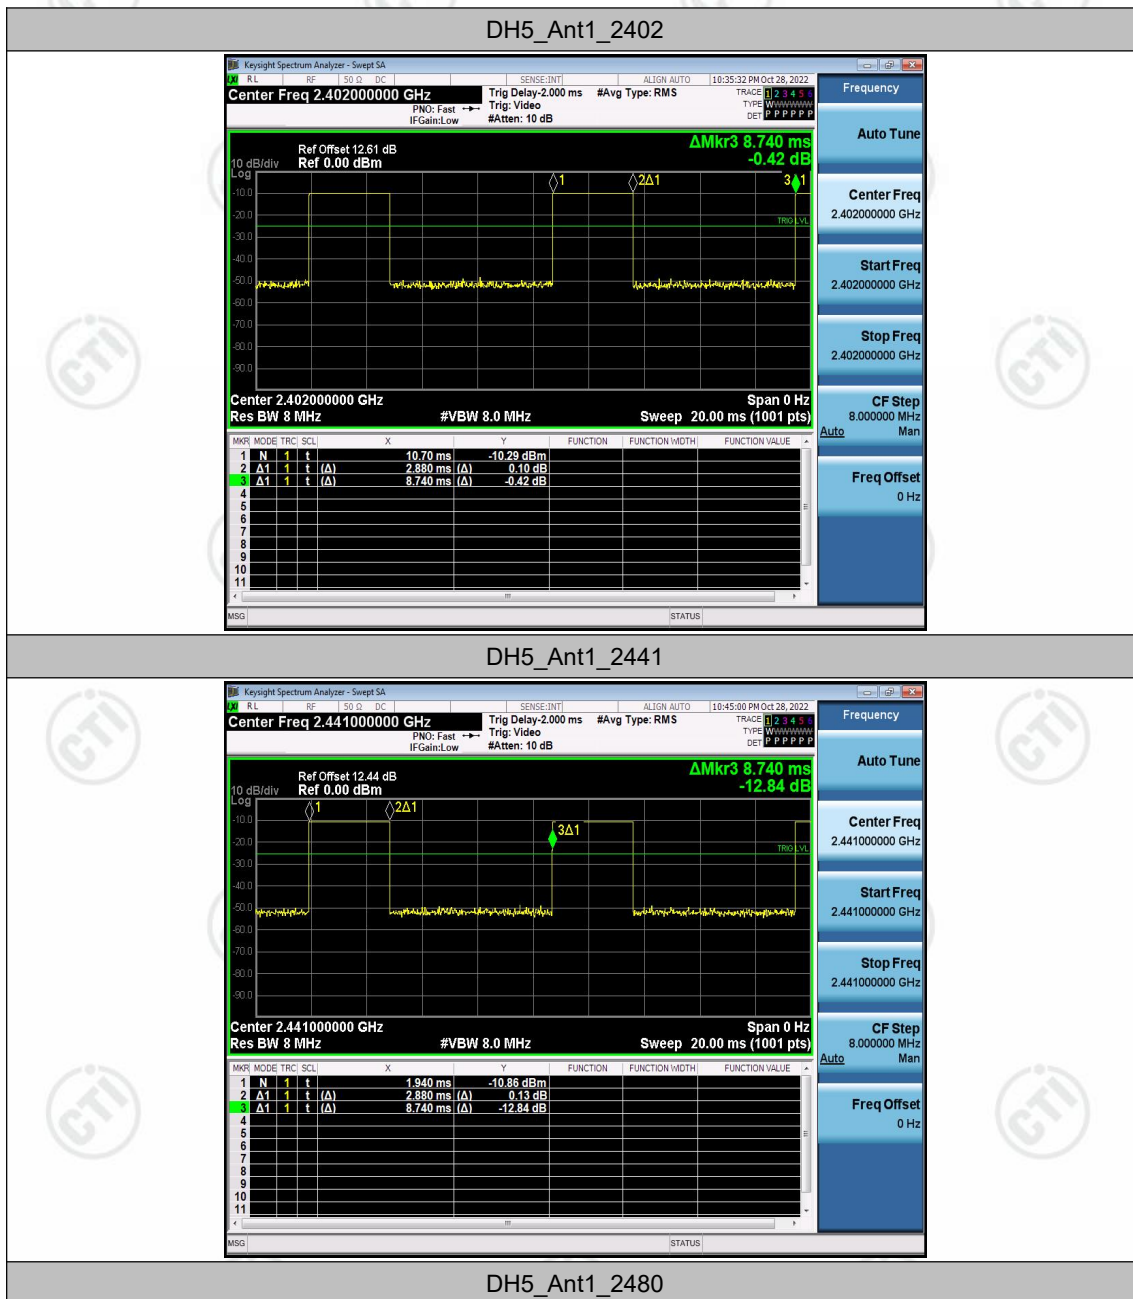 DH5_Ant1_2402
Keysight Spectrum Analyzer - Swept SA
LXI RL RF 50 Ω DC SENSE:INT ALIGN AUTO 10:35:32 PM Oct 28, 2022
Center Freq 2.402000000 GHz
PNO: Fast
IFGain:Low
Trig Delay-2.000 ms #Avg Type: RMS
Trig: Video
#Atten: 10 dB
TRACE 1 2 3 4 5 6
TYPE WWWWWW
DET P P P P P P
Frequency
Auto Tune
Center Freq
2.402000000 GHz
Start Freq
2.402000000 GHz
Stop Freq
2.402000000 GHz
CF Step
8.000000 MHz
Auto Man
Freq Offset
0 Hz
ΔMkr3 8.740 ms
-0.42 dB
Ref Offset 12.61 dB
10 dB/div Ref 0.00 dBm
Log
1 2Δ1 3 1
-10.0
-20.0
TRIG LVL
-30.0
-40.0
-50.0
-60.0
-70.0
-80.0
-90.0
Center 2.402000000 GHz Span 0 Hz
Res BW 8 MHz #VBW 8.0 MHz Sweep 20.00 ms (1001 pts)
MKR MODE TRC SCL X Y FUNCTION FUNCTION WIDTH FUNCTION VALUE
1 N 1 t 10.70 ms -10.29 dBm
2 Δ1 1 t (Δ) 2.880 ms (Δ) 0.10 dB
3 Δ1 1 t (Δ) 8.740 ms (Δ) -0.42 dB
4
5
6
7
8
9
10
11
MSG STATUS
DH5_Ant1_2441
Keysight Spectrum Analyzer - Swept SA
LXI RL RF 50 Ω DC SENSE:INT ALIGN AUTO 10:45:00 PM Oct 28, 2022
Center Freq 2.441000000 GHz
PNO: Fast
IFGain:Low
Trig Delay-2.000 ms #Avg Type: RMS
Trig: Video
#Atten: 10 dB
TRACE 1 2 3 4 5 6
TYPE WWWWWW
DET P P P P P P
Frequency
Auto Tune
Center Freq
2.441000000 GHz
Start Freq
2.441000000 GHz
Stop Freq
2.441000000 GHz
CF Step
8.000000 MHz
Auto Man
Freq Offset
0 Hz
ΔMkr3 8.740 ms
-12.84 dB
Ref Offset 12.44 dB
10 dB/div Ref 0.00 dBm
Log
1 2Δ1
3Δ1
-10.0
-20.0
TRIG LVL
-30.0
-40.0
-50.0
-60.0
-70.0
-80.0
-90.0
Center 2.441000000 GHz Span 0 Hz
Res BW 8 MHz #VBW 8.0 MHz Sweep 20.00 ms (1001 pts)
MKR MODE TRC SCL X Y FUNCTION FUNCTION WIDTH FUNCTION VALUE
1 N 1 t 1.940 ms -10.86 dBm
2 Δ1 1 t (Δ) 2.880 ms (Δ) 0.13 dB
3 Δ1 1 t (Δ) 8.740 ms (Δ) -12.84 dB
4
5
6
7
8
9
10
11
MSG STATUS
DH5_Ant1_2480
CTI
CTI
CTI
CTI
CTI
CTI